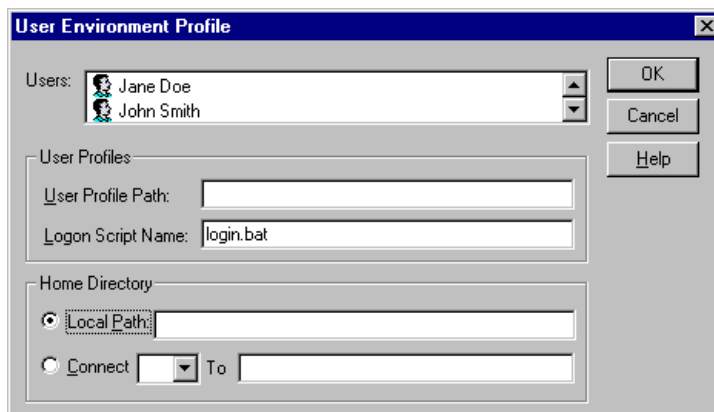 User Environment Profile
Users:
Jane Doe
John Smith
OK
Cancel
Help
User Profiles
User Profile Path:
Logon Script Name: login.bat
Home Directory
Local Path:
Connect To